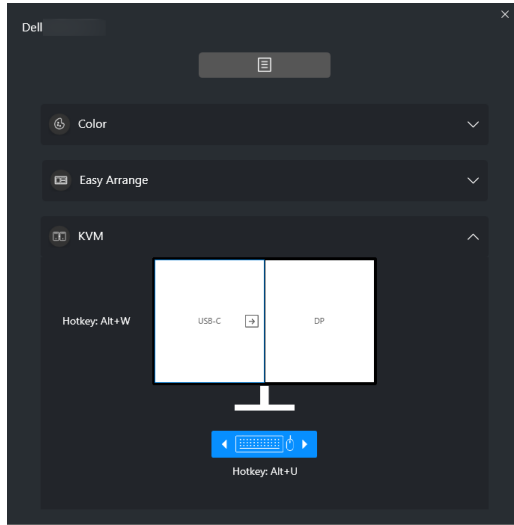 Dell
Color
Easy Arrange
KVM
Hotkey: Alt+W
USB-C
DP
Hotkey: Alt+U